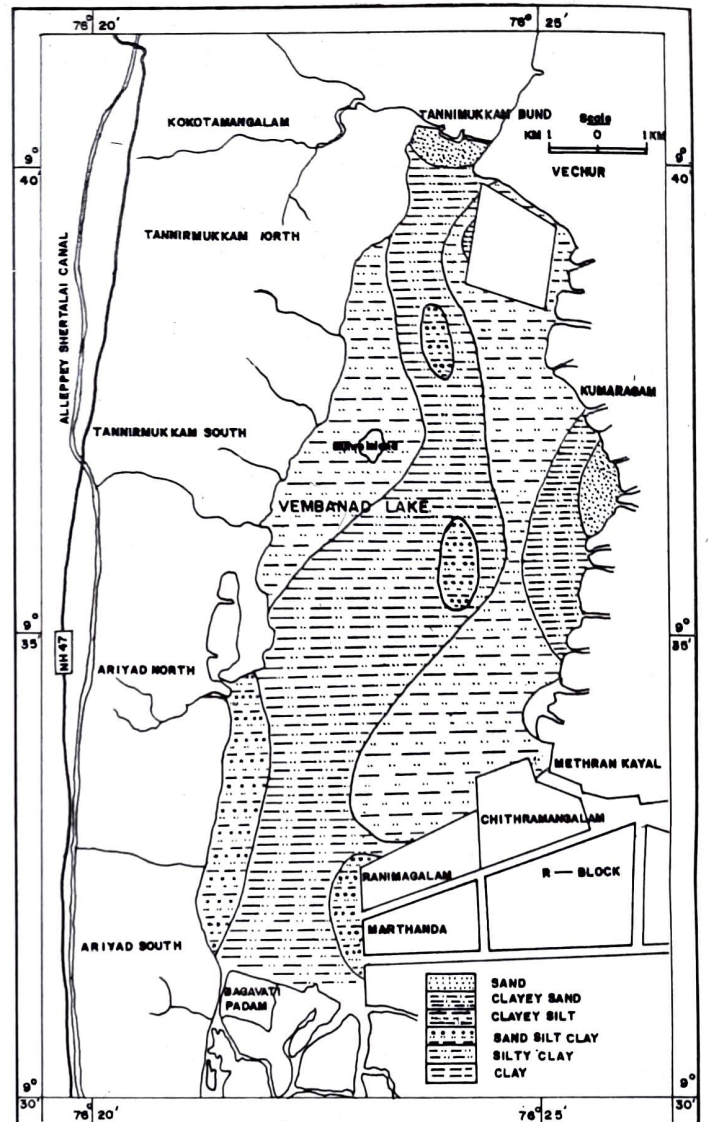 76° 20'
76° 25'
KOKOTAMANGALAM
TANNIMUKKAM BUND
Scale
KM 1 0 1 KM
9° 40'
9° 40'
VECHUR
TANNIRMUKKAM NORTH
ALLEPPEY SHERTALAI CANAL
KUMARAGAM
TANNIRMUKKAM SOUTH
VEMBANAD LAKE
9° 35'
9° 35'
NH 47
ARIYAD NORTH
METHRAN KAYAL
CHITHRAMANGALAM
RANIMAGALAM
R — BLOCK
MARTHANDA
ARIYAD SOUTH
BAGAVATI
PADAM
SAND
CLAYEY SAND
CLAYEY SILT
SAND SILT CLAY
SILTY CLAY
CLAY
9° 30'
9° 30'
76° 20'
76° 25'